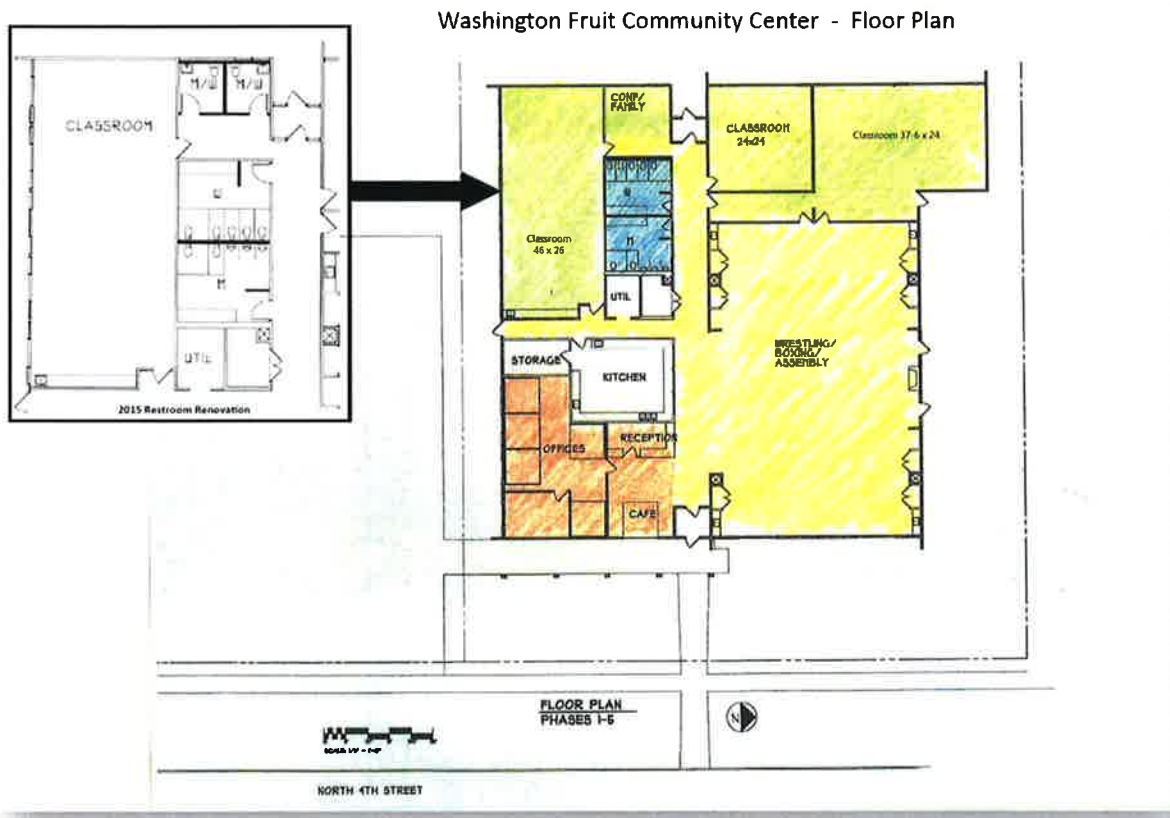 Washington Fruit Community Center - Floor Plan
M/W
M/W
CLASSROOM
W
M
UTIL
2015 Restroom Renovation
CONF/
FAMILY
CLASSROOM
24x24
Classroom 37-6 x 24
W
M
Classroom
46 x 26
UTIL
STORAGE
KITCHEN
WRESTLING/
BOXING/
ASSEMBLY
RECEPTION
OFFICES
CAFE
FLOOR PLAN
PHASES 1-5
N
NORTH 4TH STREET